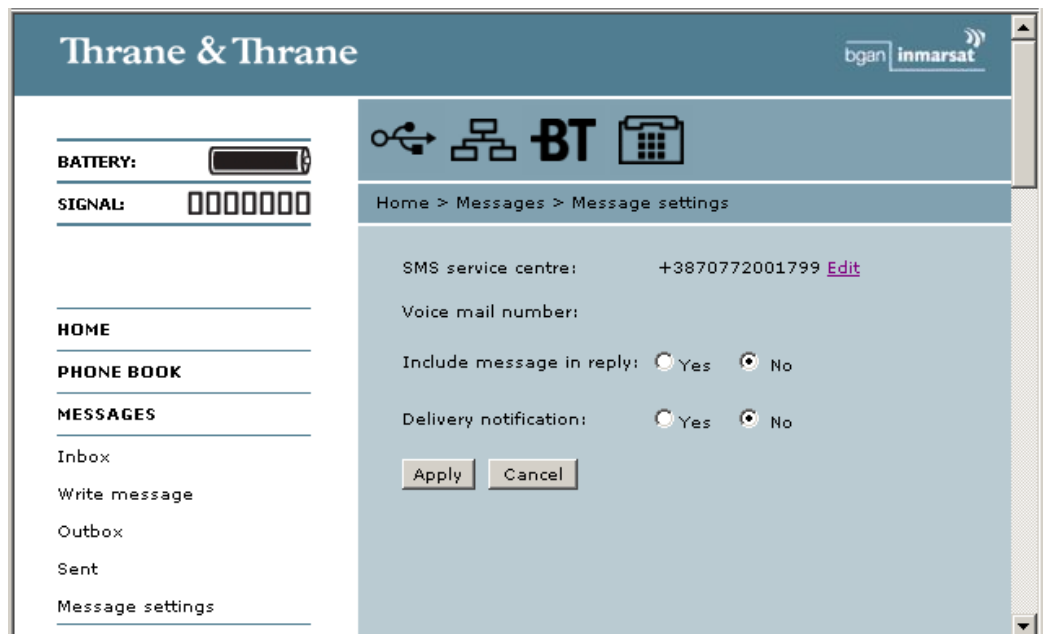 Thrane & Thrane
bgan inmarsat
BATTERY:
BT
SIGNAL:
Home > Messages > Message settings
SMS service centre: +3870772001799 Edit
Voice mail number:
HOME
Include message in reply: Yes No
PHONE BOOK
MESSAGES
Delivery notification: Yes No
Inbox
Apply Cancel
Write message
Outbox
Sent
Message settings